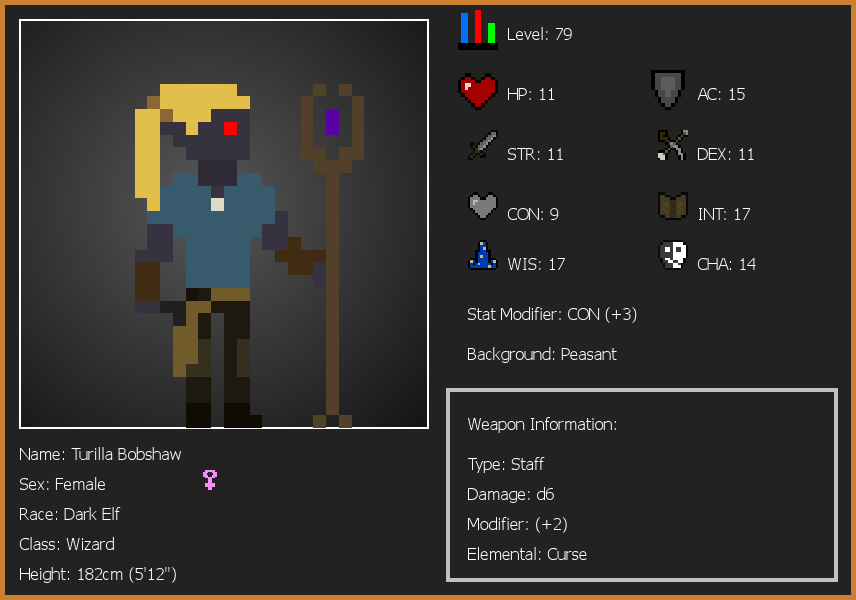 Level: 79
HP: 11
AC: 15
STR: 11
DEX: 11
CON: 9
INT: 17
WIS: 17
CHA: 14
Stat Modifier: CON (+3)
Background: Peasant
Weapon Information:
Type: Staff
Damage: d6
Modifier: (+2)
Elemental: Curse
Name: Turilla Bobshaw
Sex: Female
Race: Dark Elf
Class: Wizard
Height: 182cm (5'12")